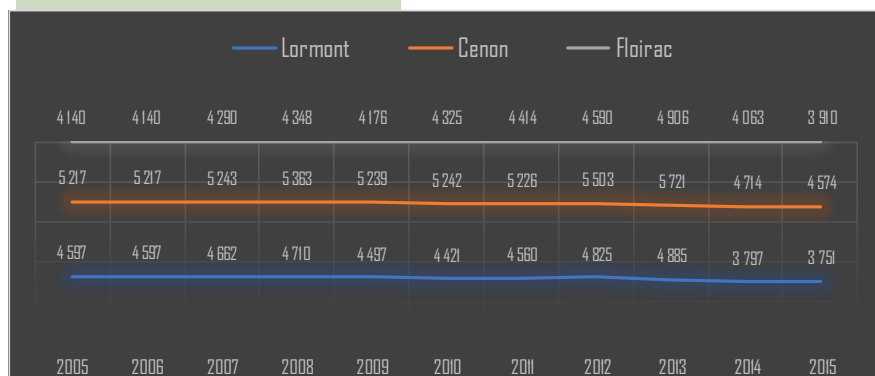 Lormont Cenon Floirac
4 140 4 140 4 290 4 348 4 176 4 325 4 414 4 590 4 906 4 063 3 910
5 217 5 217 5 243 5 363 5 239 5 242 5 226 5 503 5 721 4 714 4 574
4 597 4 597 4 662 4 710 4 497 4 421 4 560 4 825 4 885 3 797 3 751
2005 2006 2007 2008 2009 2010 2011 2012 2013 2014 2015